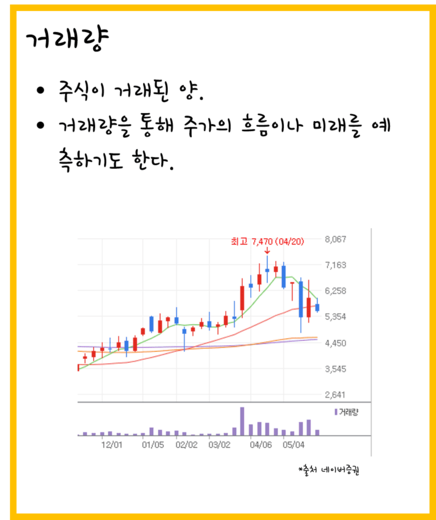 거래량
• 주식이 거래된 양.
• 거래량을 통해 주가의 흐름이나 미래를 예
측하기도 한다.
최고 7,470 (04/20)
8,067
7,163
6,258
5,354
4,450
3,545
2,641
거래량
12/01 01/05 02/02 03/02 04/06 05/04
*출처 네이버증권